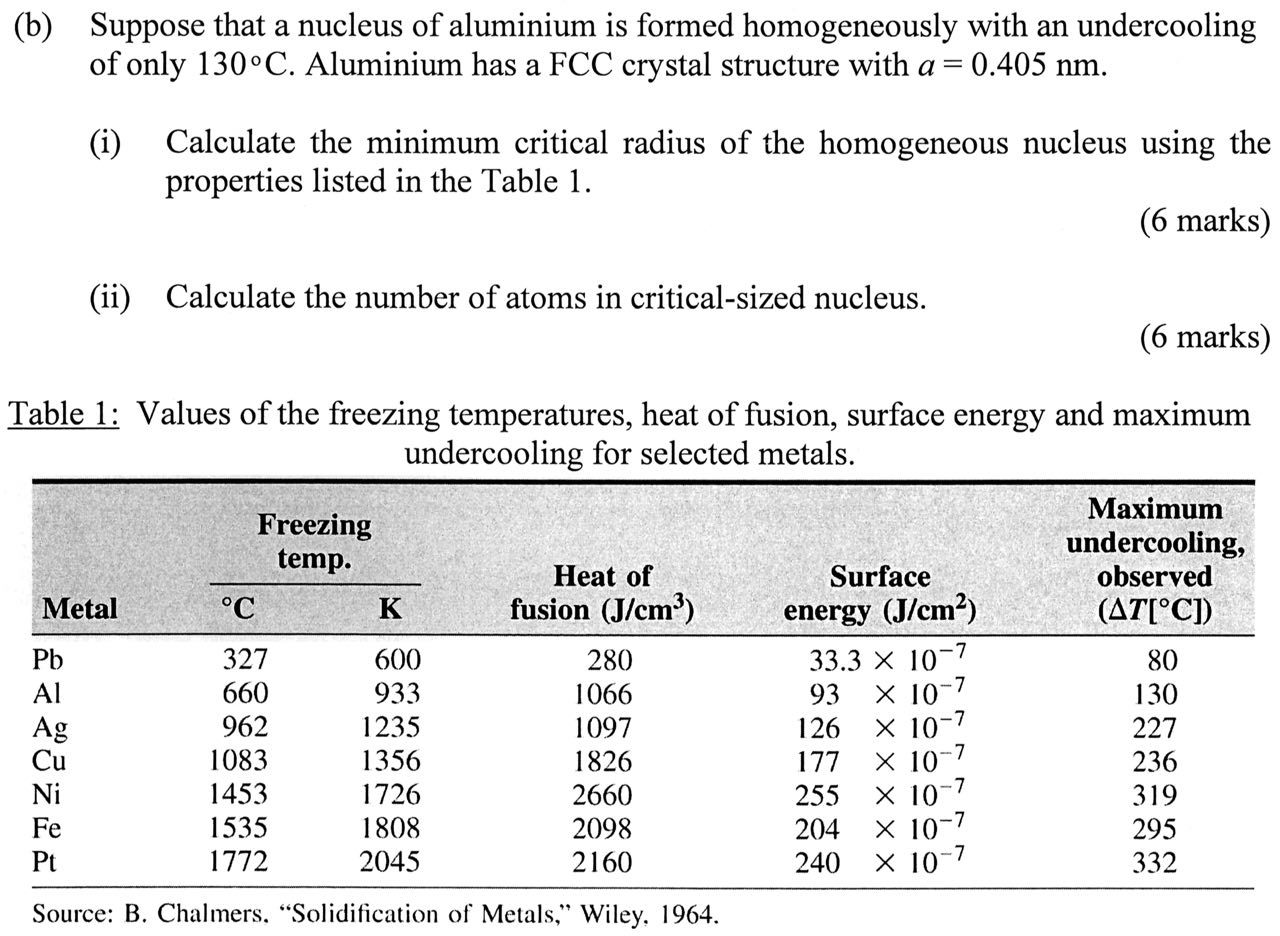 (b) Suppose that a nucleus of aluminium is formed homogeneously with an undercooling
of only 130°C. Aluminium has a FCC crystal structure with a = 0.405 nm.
(i) Calculate the minimum critical radius of the homogeneous nucleus using the
properties listed in the Table 1.
(6 marks)
(ii) Calculate the number of atoms in critical-sized nucleus.
(6 marks)
Table 1: Values of the freezing temperatures, heat of fusion, surface energy and maximum
undercooling for selected metals.
Metal Freezing temp. °C K Heat of fusion (J/cm³) Surface energy (J/cm²) Maximum undercooling, observed (ΔT[°C])
Pb 327 600 280 33.3 × 10⁻⁷ 80
Al 660 933 1066 93 × 10⁻⁷ 130
Ag 962 1235 1097 126 × 10⁻⁷ 227
Cu 1083 1356 1826 177 × 10⁻⁷ 236
Ni 1453 1726 2660 255 × 10⁻⁷ 319
Fe 1535 1808 2098 204 × 10⁻⁷ 295
Pt 1772 2045 2160 240 × 10⁻⁷ 332
Source: B. Chalmers, “Solidification of Metals,” Wiley, 1964.